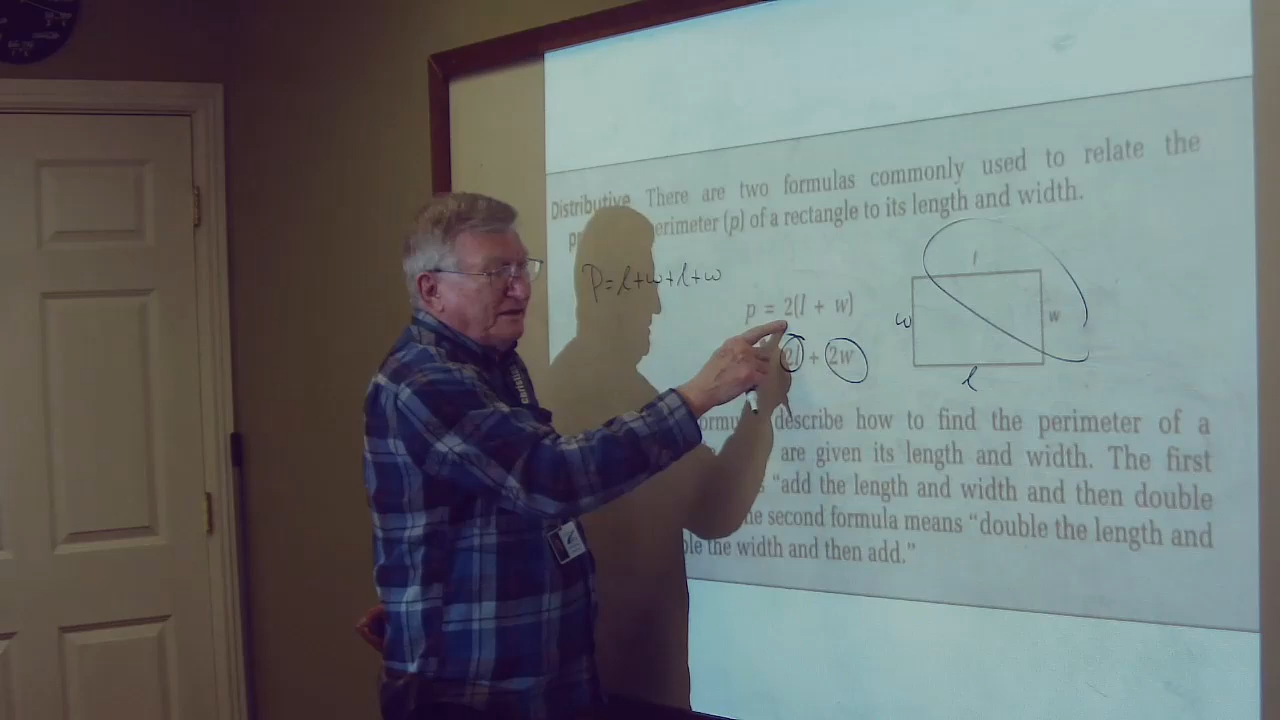 Distributive There are two formulas commonly used to relate the
perimeter (p) of a rectangle to its length and width.
P=l+w+l+w
p = 2(l + w)
2l + 2w
l
w
w
l
describe how to find the perimeter of a
are given its length and width. The first
"add the length and width and then double
the second formula means "double the length and
the width and then add."